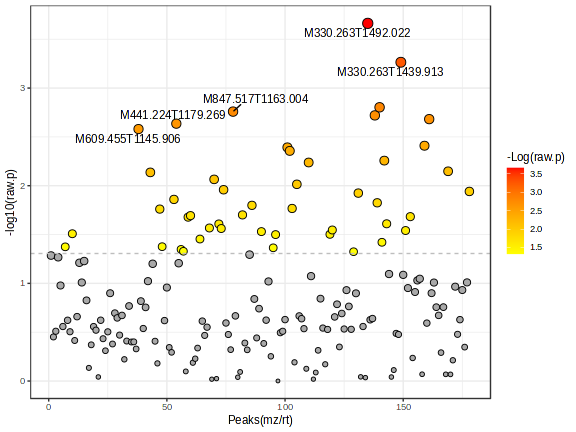 M330.263T1492.022
M330.263T1439.913
M847.517T1163.004
M441.224T1179.269
M609.455T1145.906
-log10(raw.p)
3
2
1
0
0
50
100
150
Peaks(mz/rt)
-Log(raw.p)
3.5
3.0
2.5
2.0
1.5